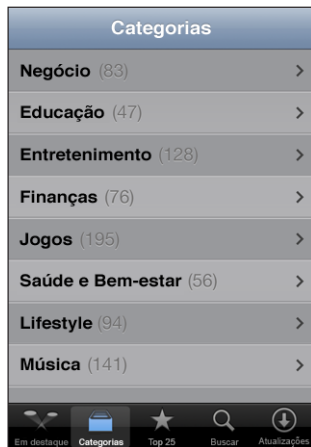 Categorias
Negócio (83)
Educação (47)
Entretenimento (128)
Finanças (76)
Jogos (195)
Saúde e Bem-estar (56)
Lifestyle (94)
Música (141)
Em destaque Categorias Top 25 Buscar Atualizações